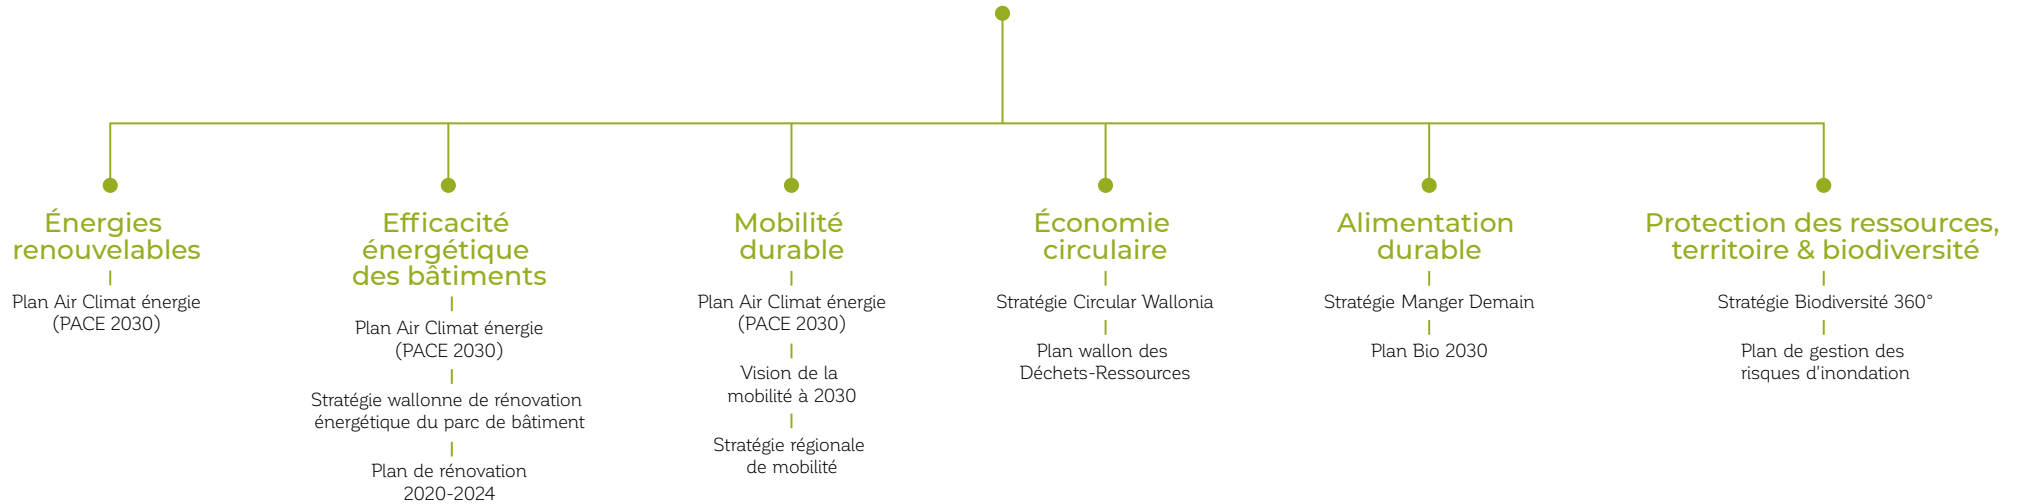 Énergies
renouvelables
Plan Air Climat énergie
(PACE 2030)
Efficacité
énergétique
des bâtiments
Plan Air Climat énergie
(PACE 2030)
Stratégie wallonne de rénovation
énergétique du parc de bâtiment
Plan de rénovation
2020-2024
Mobilité
durable
Plan Air Climat énergie
(PACE 2030)
Vision de la
mobilité à 2030
Stratégie régionale
de mobilité
Économie
circulaire
Stratégie Circular Wallonia
Plan wallon des
Déchets-Ressources
Alimentation
durable
Stratégie Manger Demain
Plan Bio 2030
Protection des ressources,
territoire & biodiversité
Stratégie Biodiversité 360°
Plan de gestion des
risques d'inondation